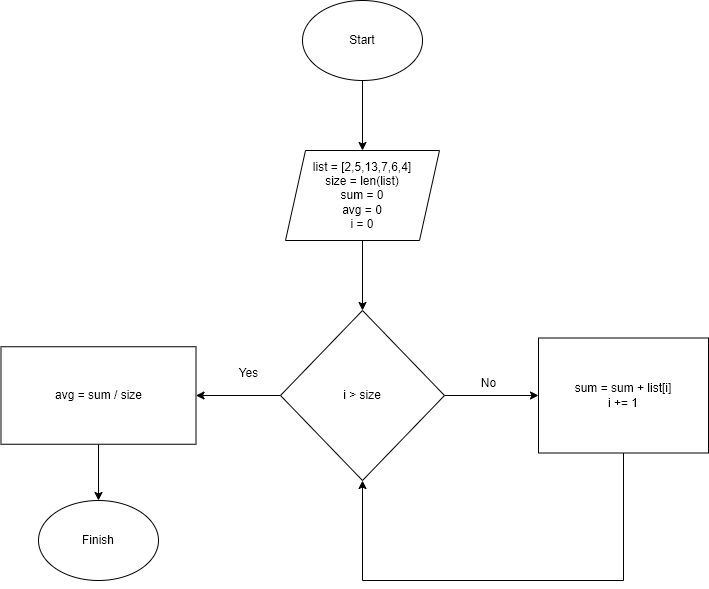 Start
list = [2,5,13,7,6,4]
size = len(list)
sum = 0
avg = 0
i = 0
i > size
Yes
No
avg = sum / size
sum = sum + list[i]
i += 1
Finish